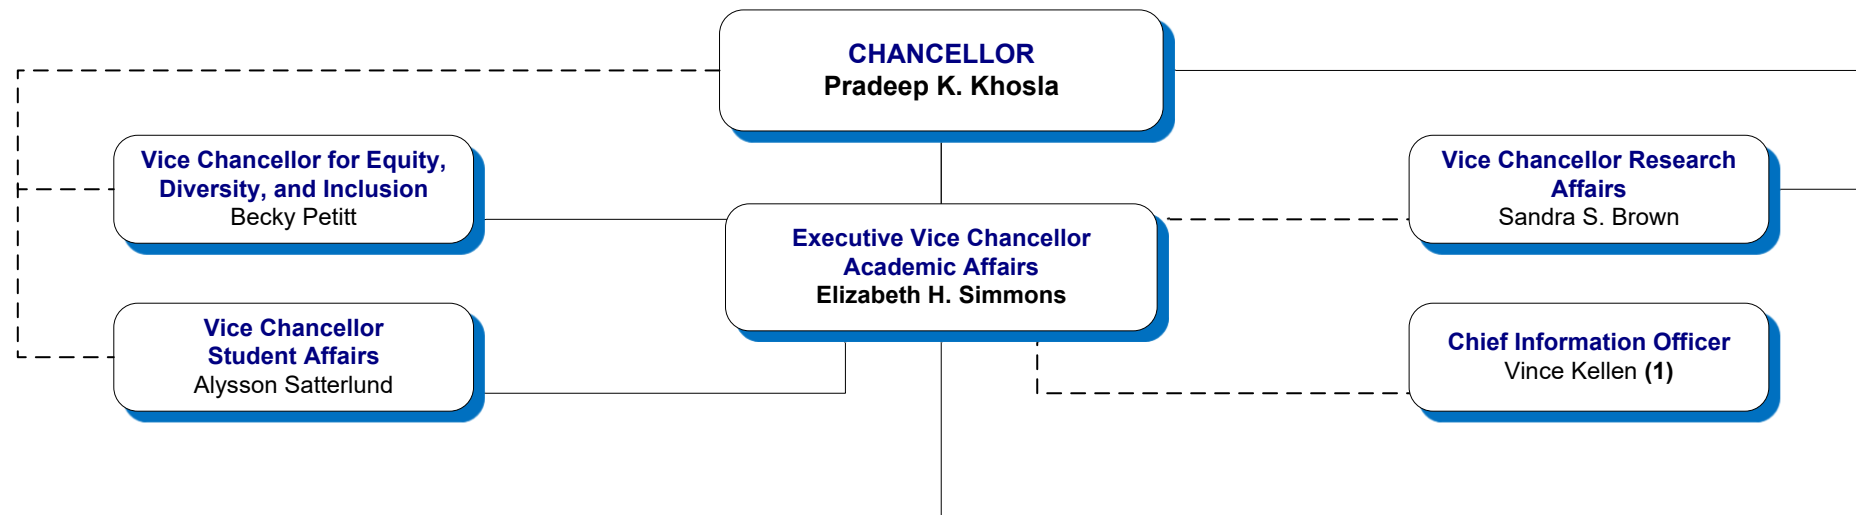 CHANCELLOR
Pradeep K. Khosla
Vice Chancellor for Equity,
Diversity, and Inclusion
Becky Petitt
Vice Chancellor Research
Affairs
Sandra S. Brown
Executive Vice Chancellor
Academic Affairs
Elizabeth H. Simmons
Vice Chancellor
Student Affairs
Alysson Satterlund
Chief Information Officer
Vince Kellen (1)